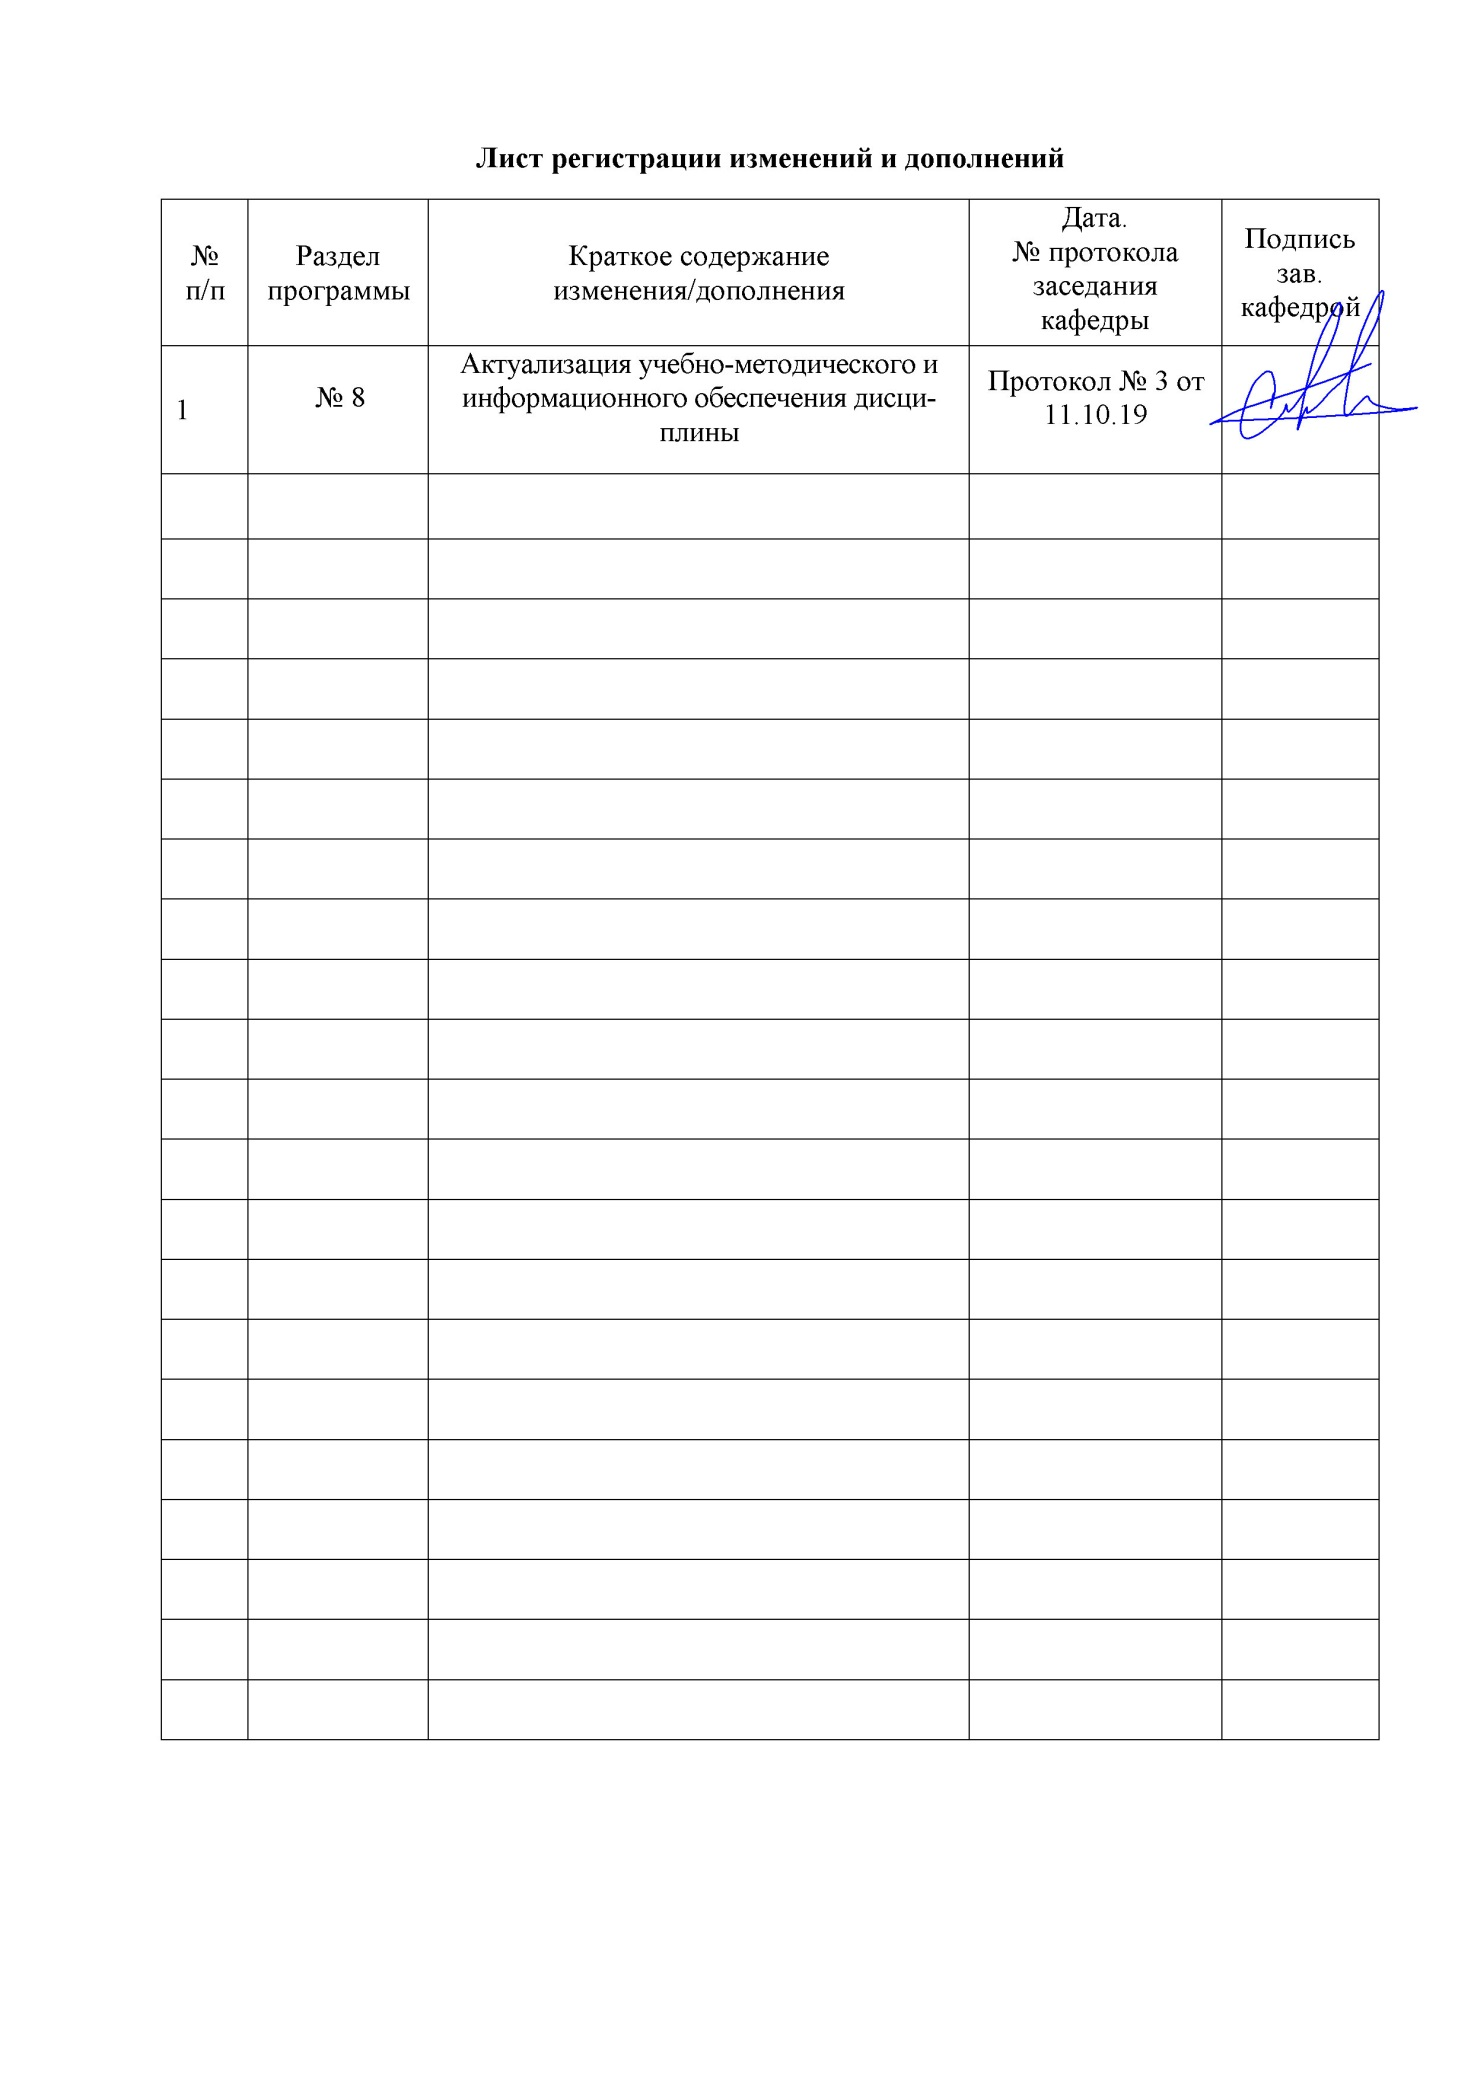 Лист регистрации изменений и дополнений
№
п/п
Раздел
программы
Краткое содержание
изменения/дополнения
Дата.
№ протокола
заседания
кафедры
Подпись
зав.
кафедрой
1
№ 8
Актуализация учебно-методического и
информационного обеспечения дисци-
плины
Протокол № 3 от
11.10.19